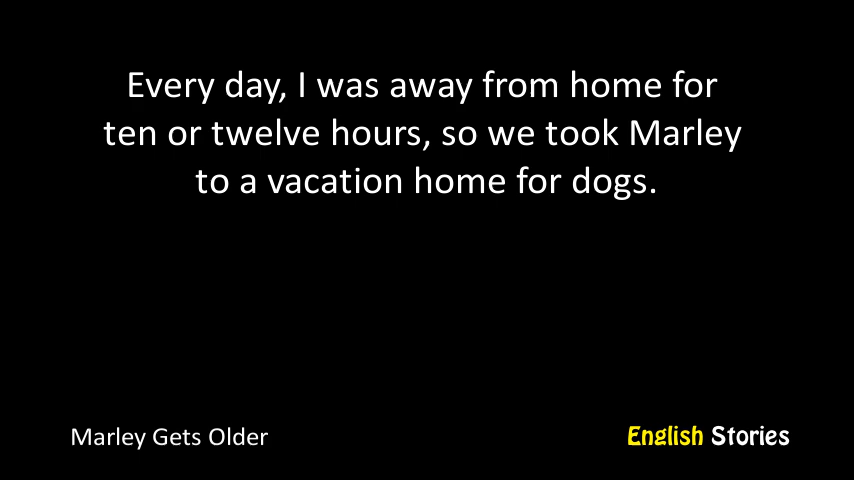 Every day, I was away from home for
ten or twelve hours, so we took Marley
to a vacation home for dogs.
Marley Gets Older
English Stories